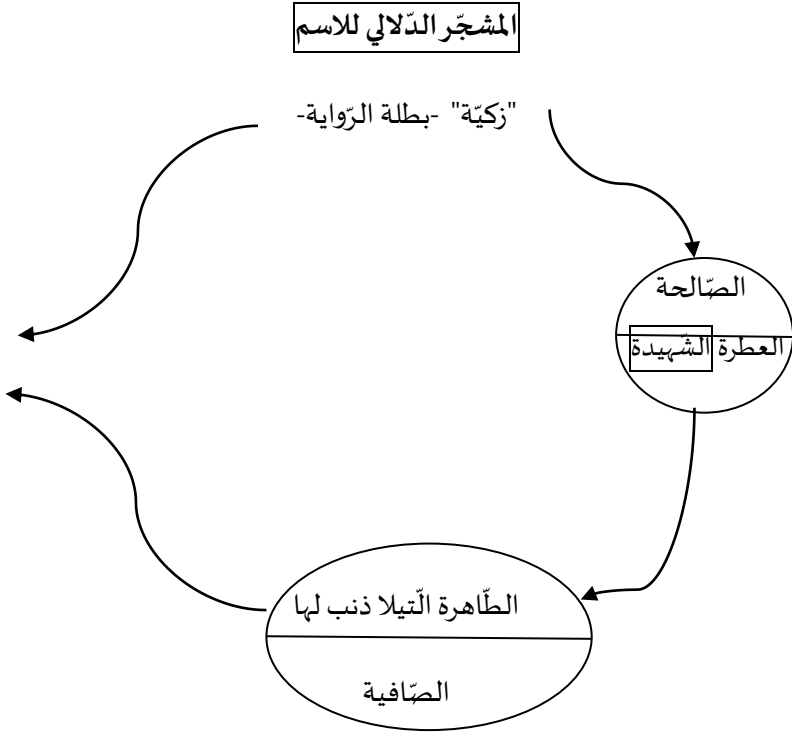 المشجّر الدّلالي للاسم
"زكيّة" -بطلة الرّواية-
الصّالحة
العطرة الشّهيدة
الطّاهرة الّتيلا ذنب لها
الصّافية